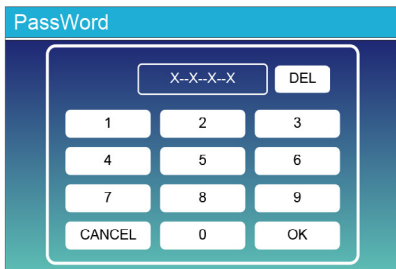 PassWord
X--X--X--X DEL
1 2 3
4 5 6
7 8 9
CANCEL 0 OK